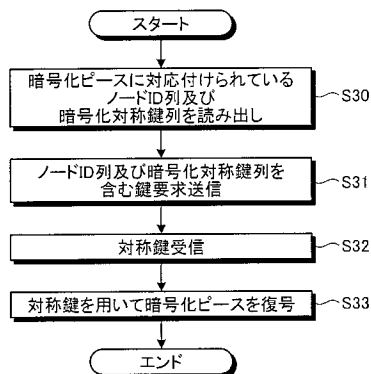 スタート
暗号化ピースに対応付けられている
ノードID列及び
暗号化対称鍵列を読み出し
S30
ノードID列及び暗号化対称鍵列を
含む鍵要求送信
S31
対称鍵受信
S32
対称鍵を用いて暗号化ピースを復号
S33
エンド